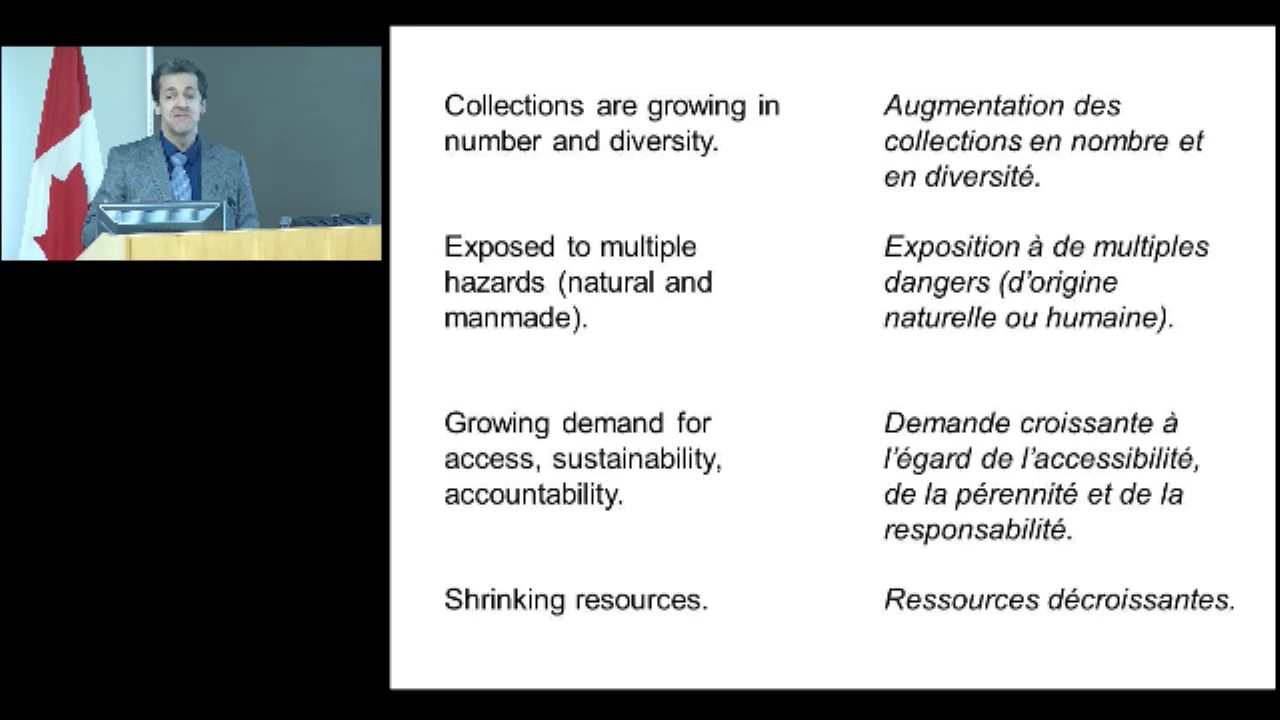 Collections are growing in
number and diversity.
Exposed to multiple
hazards (natural and
manmade).
Growing demand for
access, sustainability,
accountability.
Shrinking resources.
Augmentation des
collections en nombre et
en diversité.
Exposition à de multiples
dangers (d'origine
naturelle ou humaine).
Demande croissante à
l'égard de l'accessibilité,
de la pérennité et de la
responsabilité.
Ressources décroissantes.